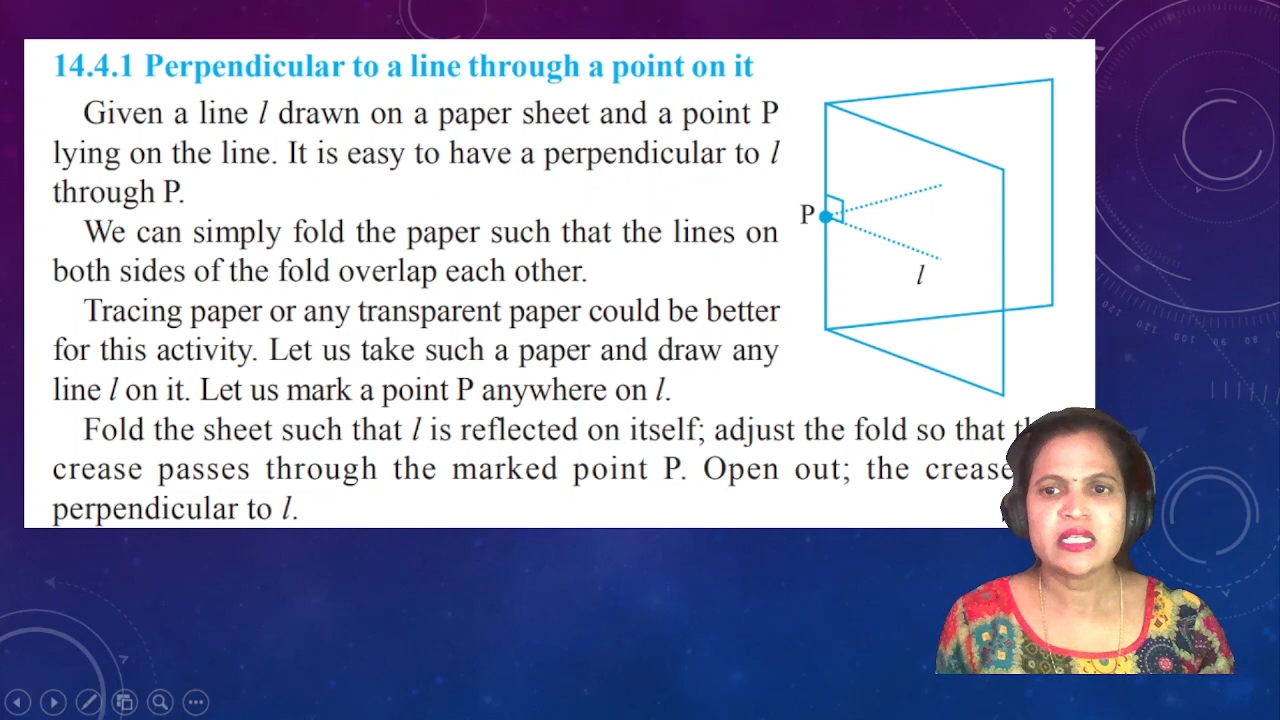 14.4.1 Perpendicular to a line through a point on it
Given a line l drawn on a paper sheet and a point P
lying on the line. It is easy to have a perpendicular to l
through P.
We can simply fold the paper such that the lines on
both sides of the fold overlap each other.
Tracing paper or any transparent paper could be better
for this activity. Let us take such a paper and draw any
line l on it. Let us mark a point P anywhere on l.
Fold the sheet such that l is reflected on itself; adjust the fold so that
crease passes through the marked point P. Open out; the crease
perpendicular to l.
P
l